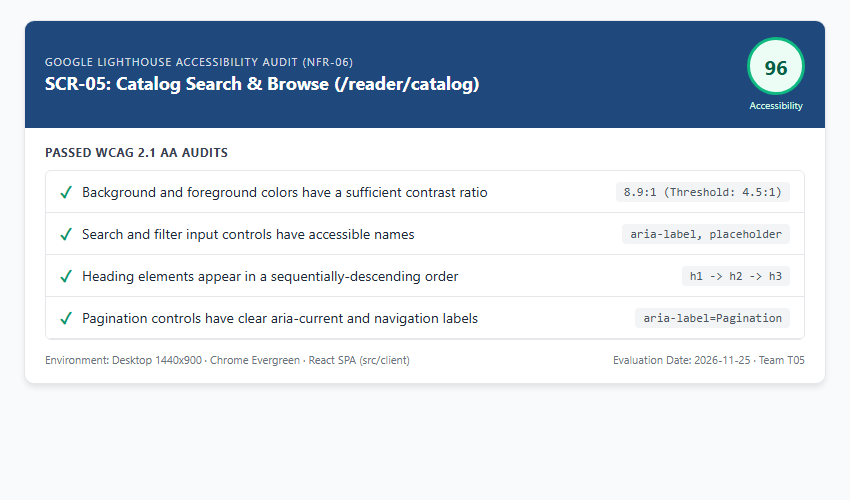 GOOGLE LIGHTHOUSE ACCESSIBILITY AUDIT (NFR-06)
SCR-05: Catalog Search & Browse (/reader/catalog)
96
Accessibility
PASSED WCAG 2.1 AA AUDITS
✓ Background and foreground colors have a sufficient contrast ratio 8.9:1 (Threshold: 4.5:1)
✓ Search and filter input controls have accessible names aria-label, placeholder
✓ Heading elements appear in a sequentially-descending order h1 -> h2 -> h3
✓ Pagination controls have clear aria-current and navigation labels aria-label=Pagination
Environment: Desktop 1440x900 · Chrome Evergreen · React SPA (src/client) Evaluation Date: 2026-11-25 · Team T05